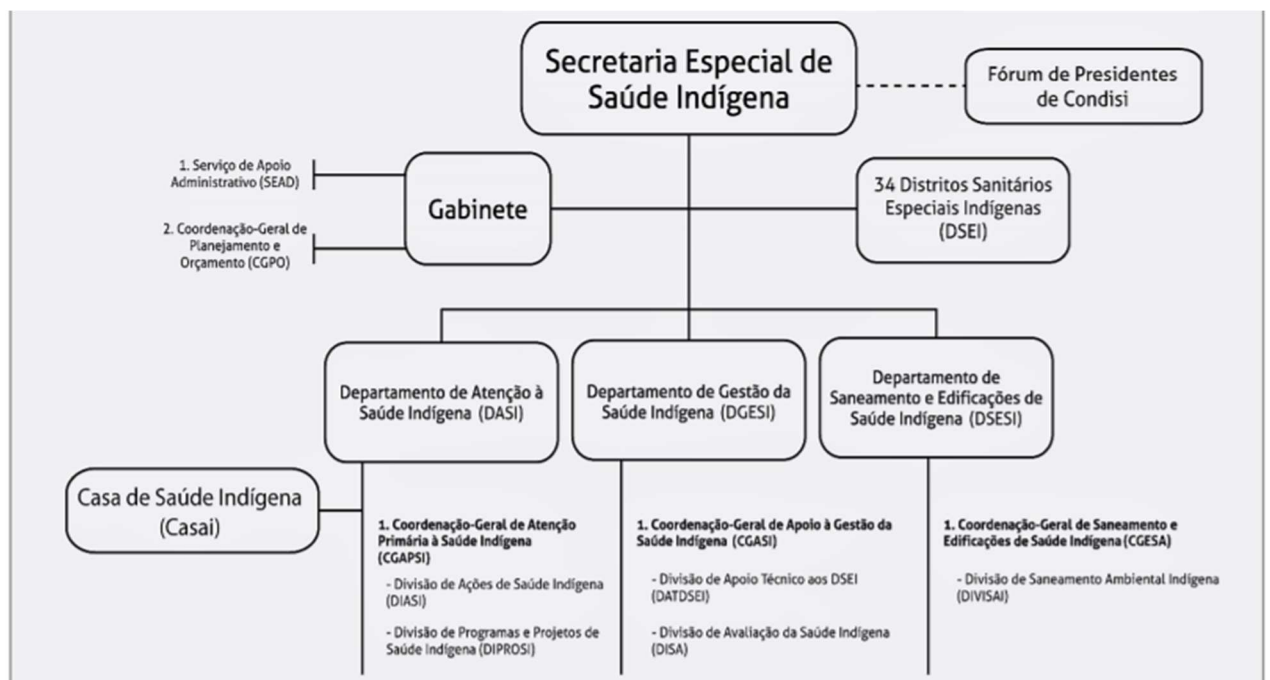 Secretaria Especial de
Saúde Indígena
Fórum de Presidentes
de Condisi
1. Serviço de Apoio
Administrativo (SEAD)
2. Coordenação-Geral de
Planejamento e
Orçamento (CGPO)
Gabinete
34 Distritos Sanitários
Especiais Indígenas
(DSEI)
Departamento de Atenção à
Saúde Indígena (DASI)
Departamento de Gestão da
Saúde Indígena (DGESI)
Departamento de
Saneamento e Edificações de
Saúde Indígena (DSESI)
Casa de Saúde Indígena
(Casai)
1. Coordenação-Geral de Atenção
Primária à Saúde Indígena
(CGAPSI)
- Divisão de Ações de Saúde Indígena
(DIASI)
- Divisão de Programas e Projetos de
Saúde Indígena (DIPROSI)
1. Coordenação-Geral de Apoio à Gestão da
Saúde Indígena (CGASI)
- Divisão de Apoio Técnico aos DSEI
(DATDSEI)
- Divisão de Avaliação da Saúde Indígena
(DISA)
1. Coordenação-Geral de Saneamento e
Edificações de Saúde Indígena (CGESA)
- Divisão de Saneamento Ambiental Indígena
(DIVISAI)